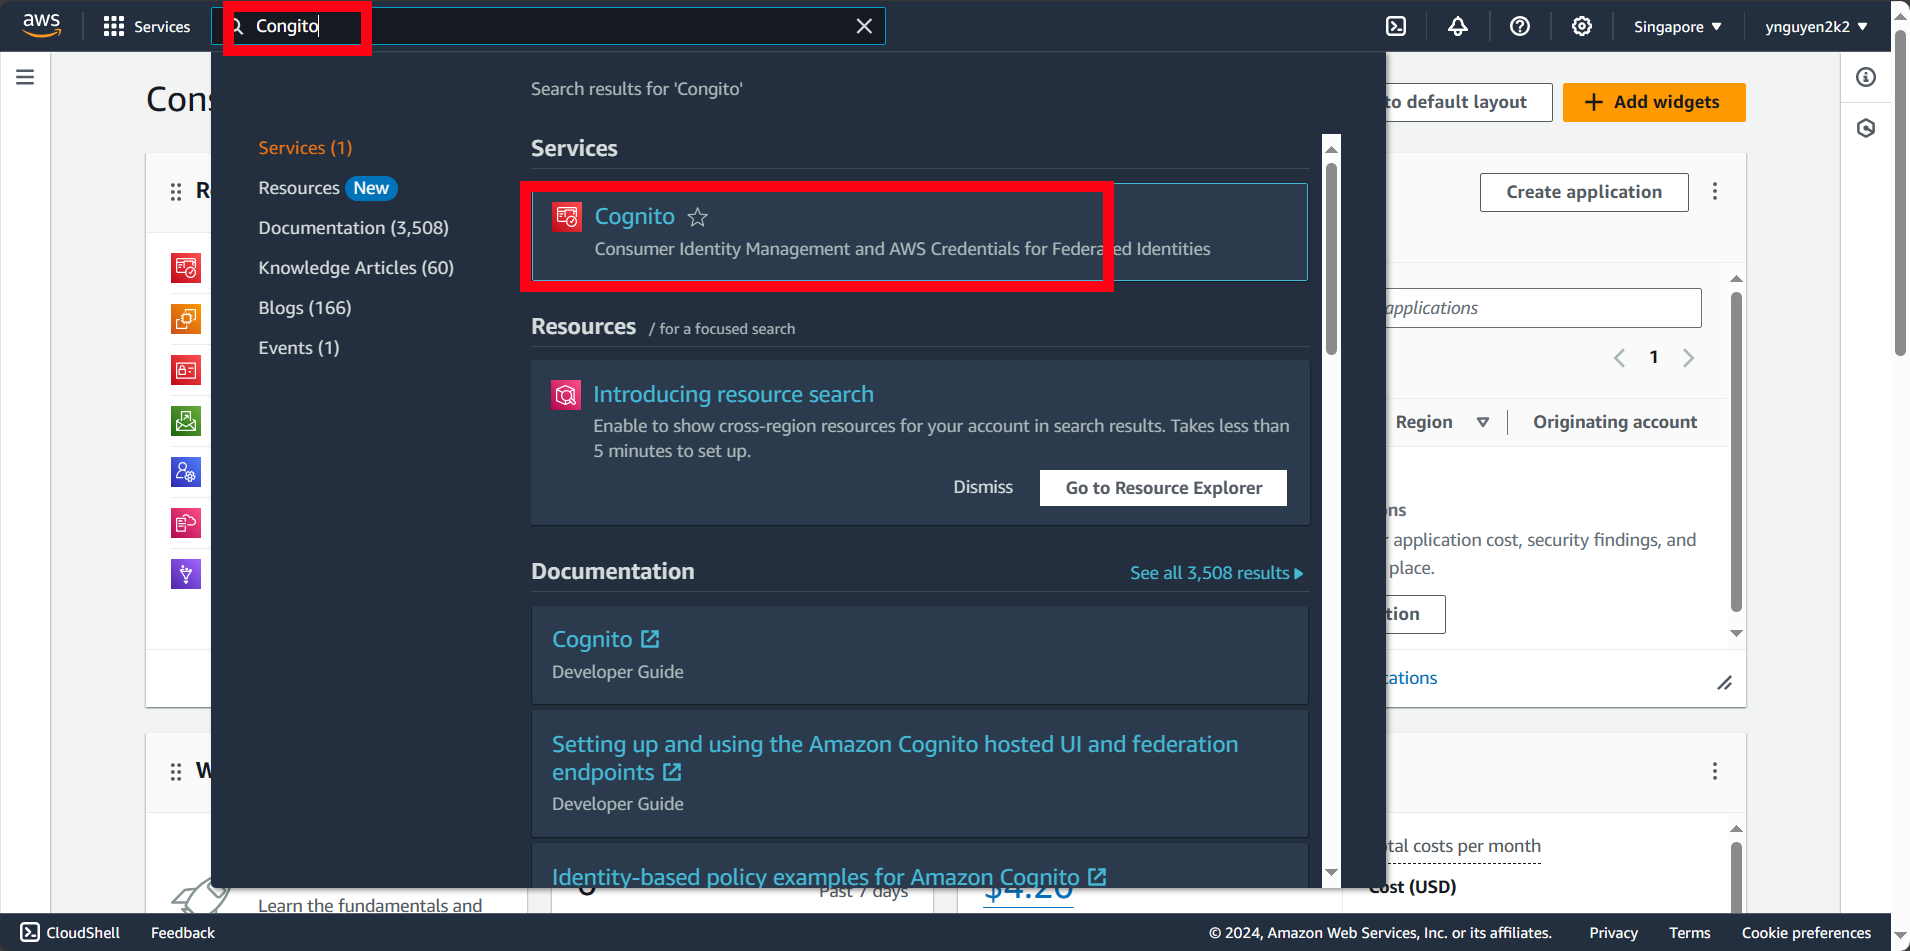 aws
Services
Congito
Singapore
ynguyen2k2
Search results for 'Congito'
Services (1)
Resources New
Documentation (3,508)
Knowledge Articles (60)
Blogs (166)
Events (1)
Services
Cognito
Consumer Identity Management and AWS Credentials for Federated Identities
Resources / for a focused search
Introducing resource search
Enable to show cross-region resources for your account in search results. Takes less than
5 minutes to set up.
Dismiss
Go to Resource Explorer
Documentation
See all 3,508 results
Cognito
Developer Guide
Setting up and using the Amazon Cognito hosted UI and federation
endpoints
Developer Guide
Identity-based policy examples for Amazon Cognito
to default layout
Add widgets
Create application
applications
1
Region
Originating account
application cost, security findings, and
place.
costs per month
Cost (USD)
Past 7 days
$4.20
Learn the fundamentals and
CloudShell
Feedback
© 2024, Amazon Web Services, Inc. or its affiliates.
Privacy
Terms
Cookie preferences